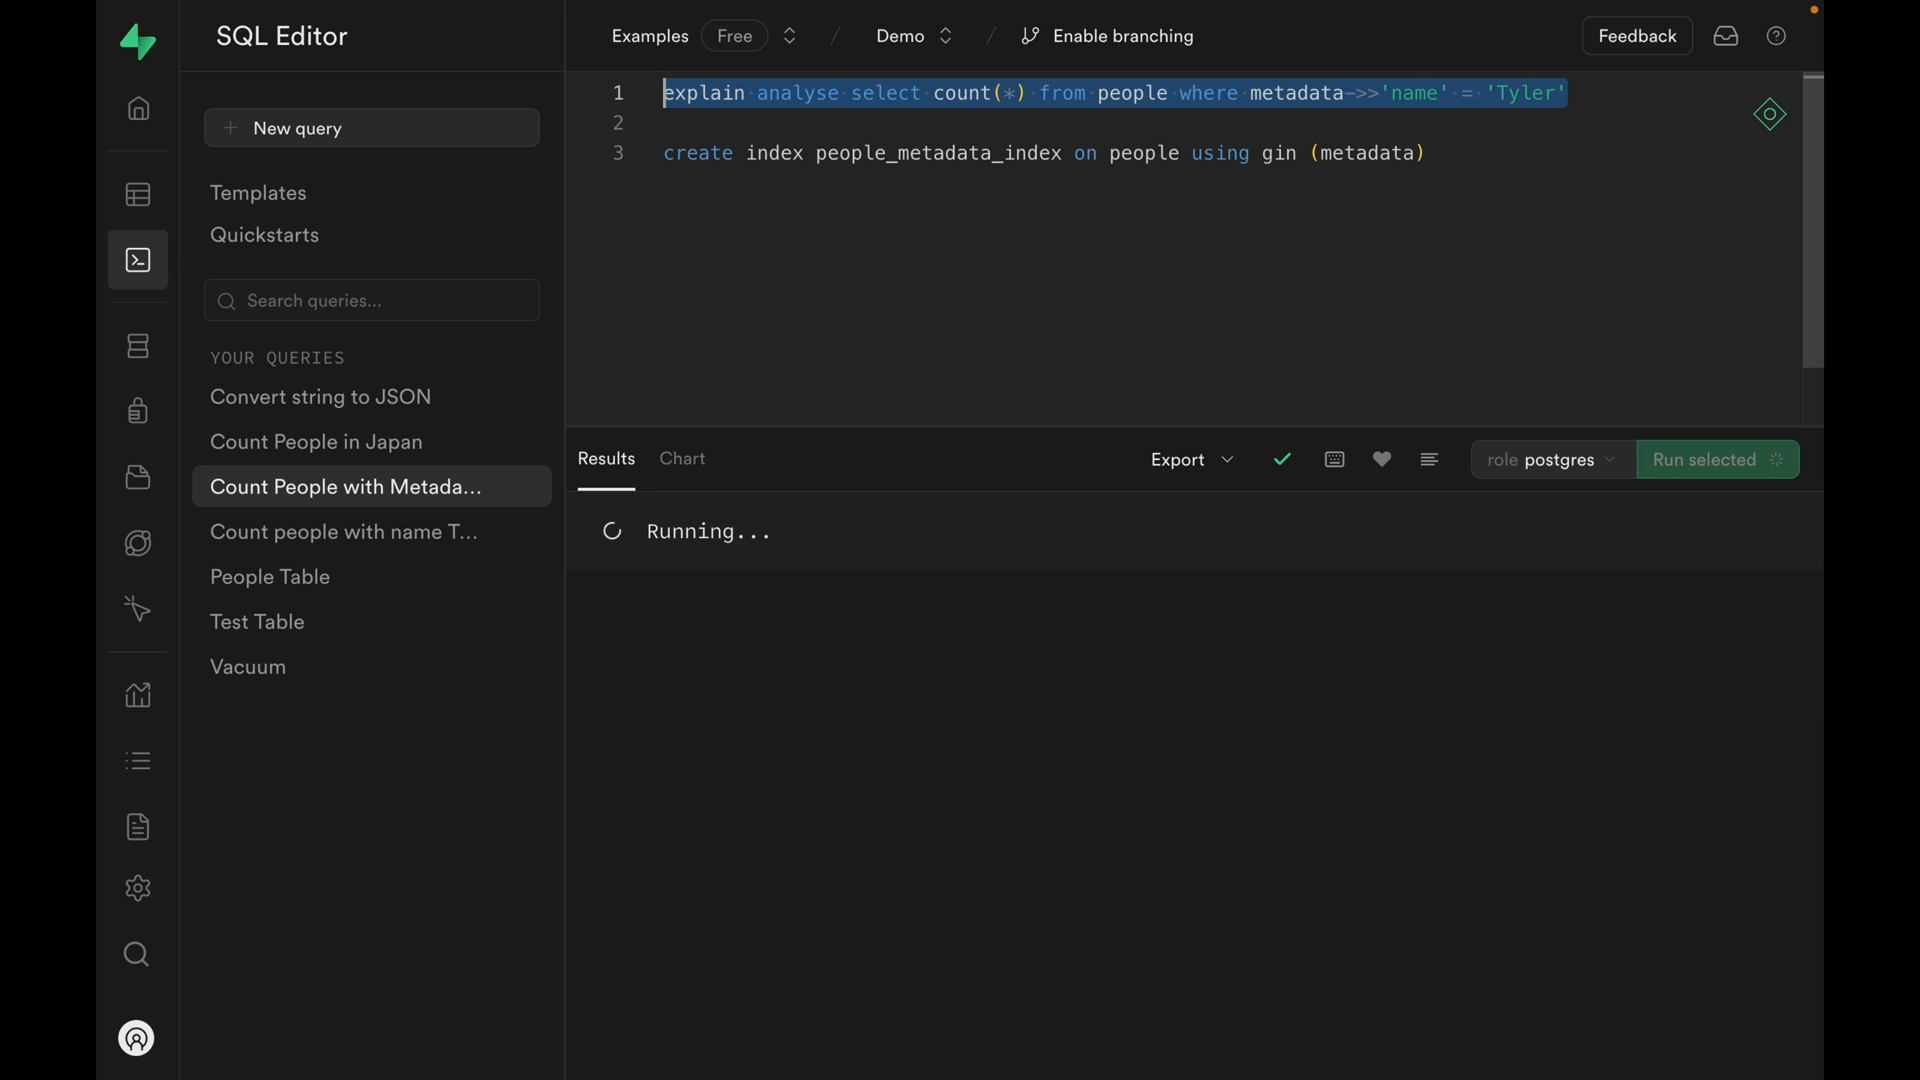 SQL Editor
Examples Free / Demo / Enable branching
Feedback
New query
Templates
Quickstarts
Search queries...
YOUR QUERIES
Convert string to JSON
Count People in Japan
Count People with Metada...
Count people with name T...
People Table
Test Table
Vacuum
1 explain analyse select count(*) from people where metadata->>'name' = 'Tyler'
2
3 create index people_metadata_index on people using gin (metadata)
Results Chart Export role postgres Run selected
Running...